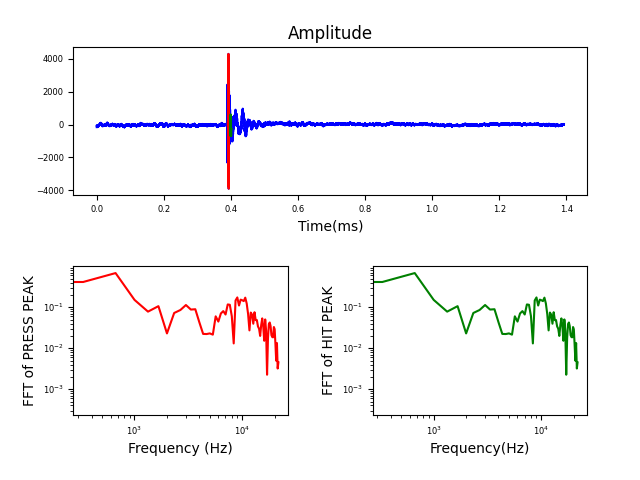 Amplitude
4000
2000
0
−2000
−4000
0.0 0.2 0.4 0.6 0.8 1.0 1.2 1.4
Time(ms)
FFT of PRESS PEAK
10⁻¹
10⁻²
10⁻³
10³ 10⁴
Frequency (Hz)
FFT of HIT PEAK
10⁻¹
10⁻²
10⁻³
10³ 10⁴
Frequency(Hz)